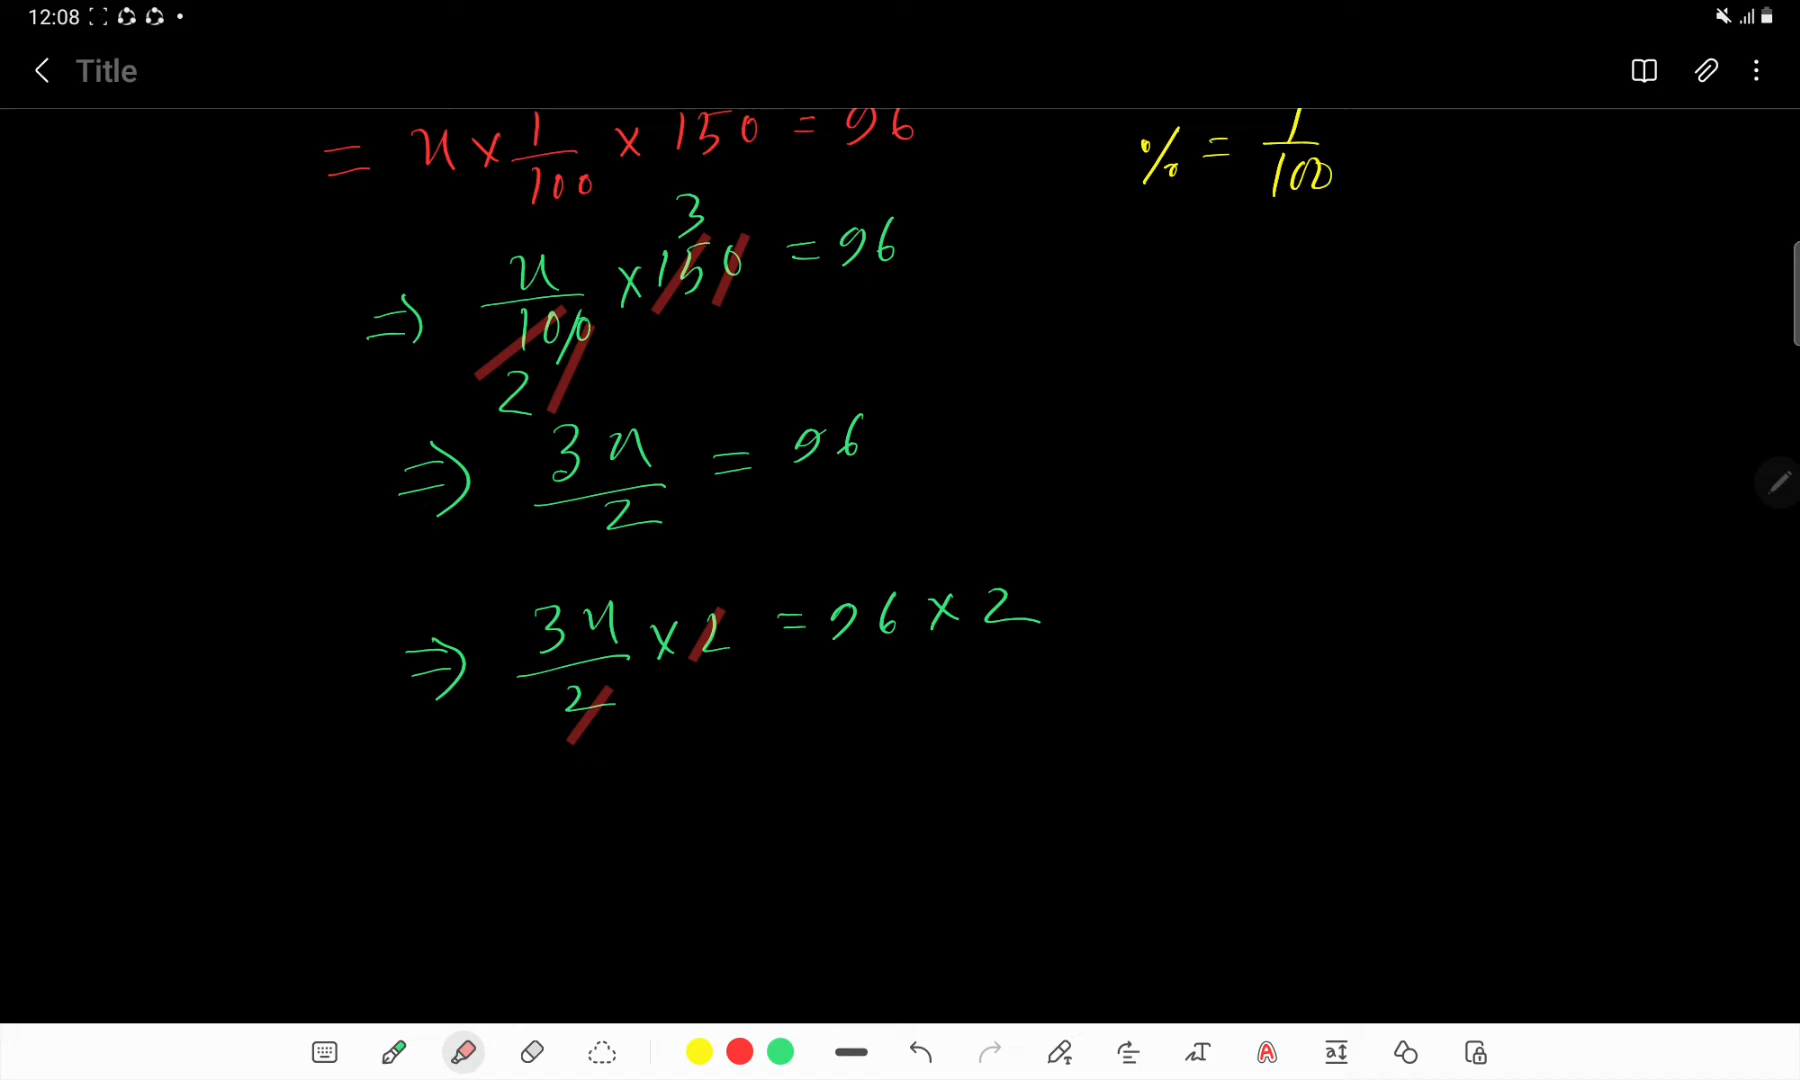 12:08
Title
= x × 1/100 × 150 = 96
% = 1/100
3
⇒ x/100 × 150 = 96
2
⇒ 3x/2 = 96
⇒ 3x/2 × 2 = 96 × 2